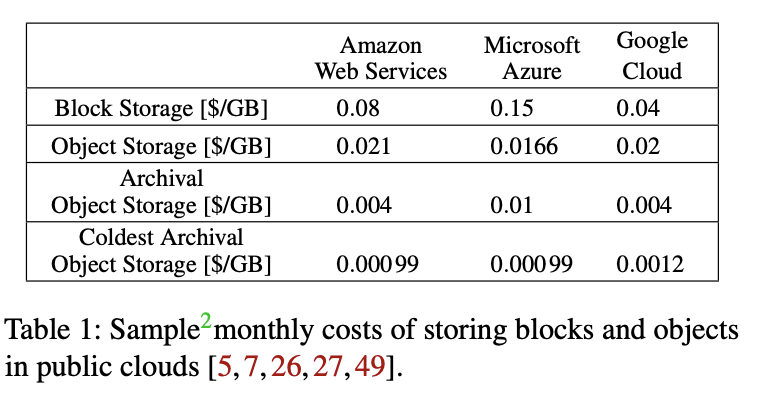 Amazon Web Services Microsoft Azure Google Cloud
Block Storage [$/GB] 0.08 0.15 0.04
Object Storage [$/GB] 0.021 0.0166 0.02
Archival
Object Storage [$/GB] 0.004 0.01 0.004
Coldest Archival
Object Storage [$/GB] 0.00099 0.00099 0.0012
Table 1: Sample2 monthly costs of storing blocks and objects
in public clouds [5,7,26,27,49].